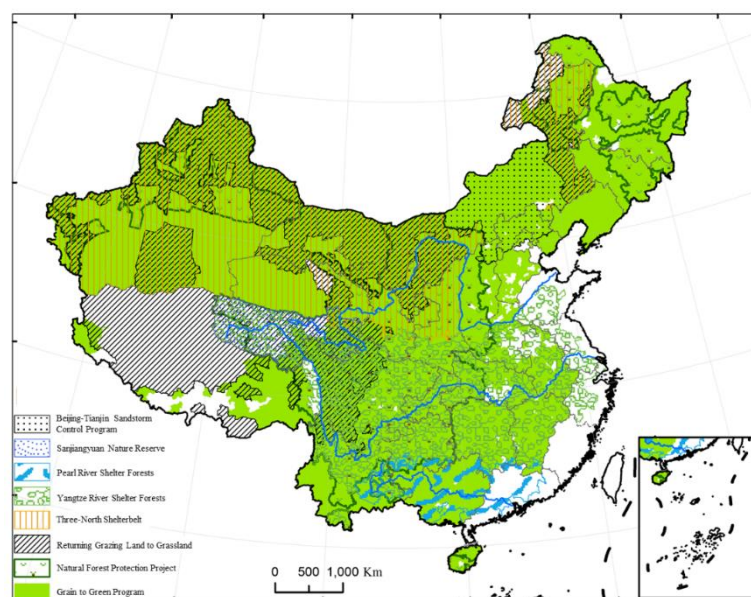 Beijing-Tianjin Sandstorm
Control Program
Sanjiangyuan Nature Reserve
Pearl River Shelter Forests
Yangtze River Shelter Forests
Three-North Shelterbelt
Returning Grazing Land to Grassland
Natural Forest Protection Project
Grain to Green Program
0 500 1,000 Km